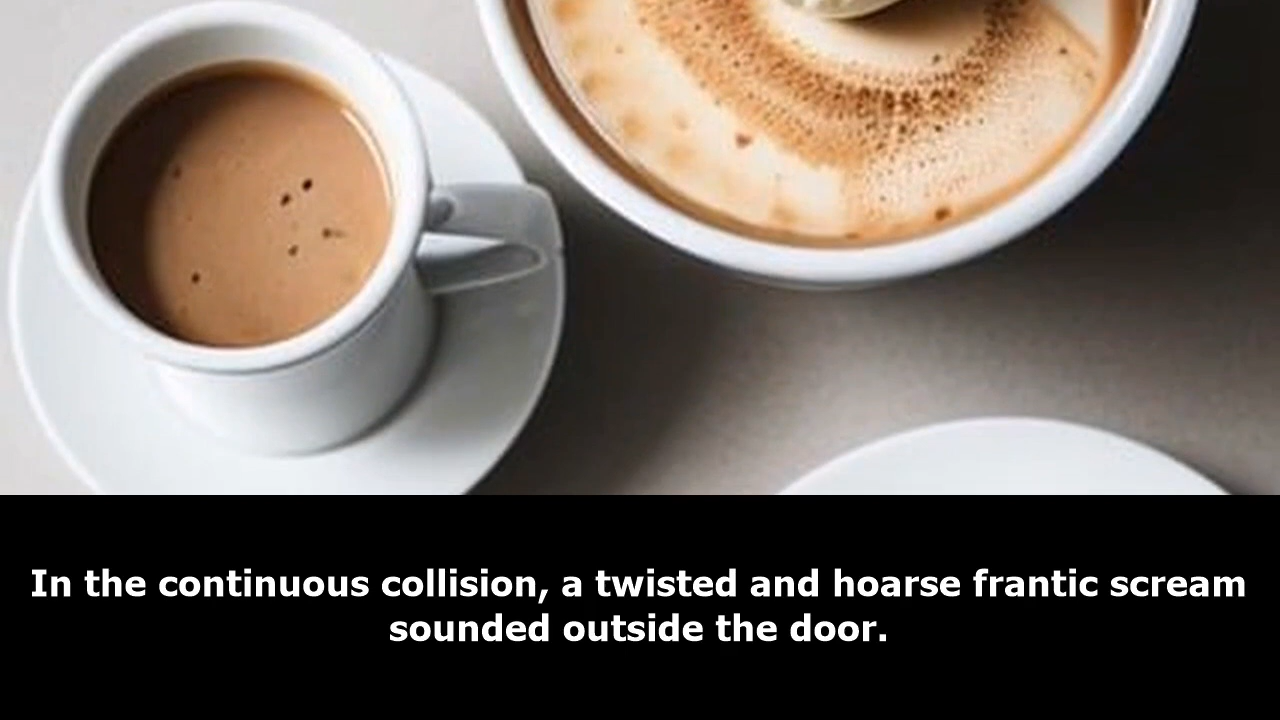 In the continuous collision, a twisted and hoarse frantic scream
sounded outside the door.